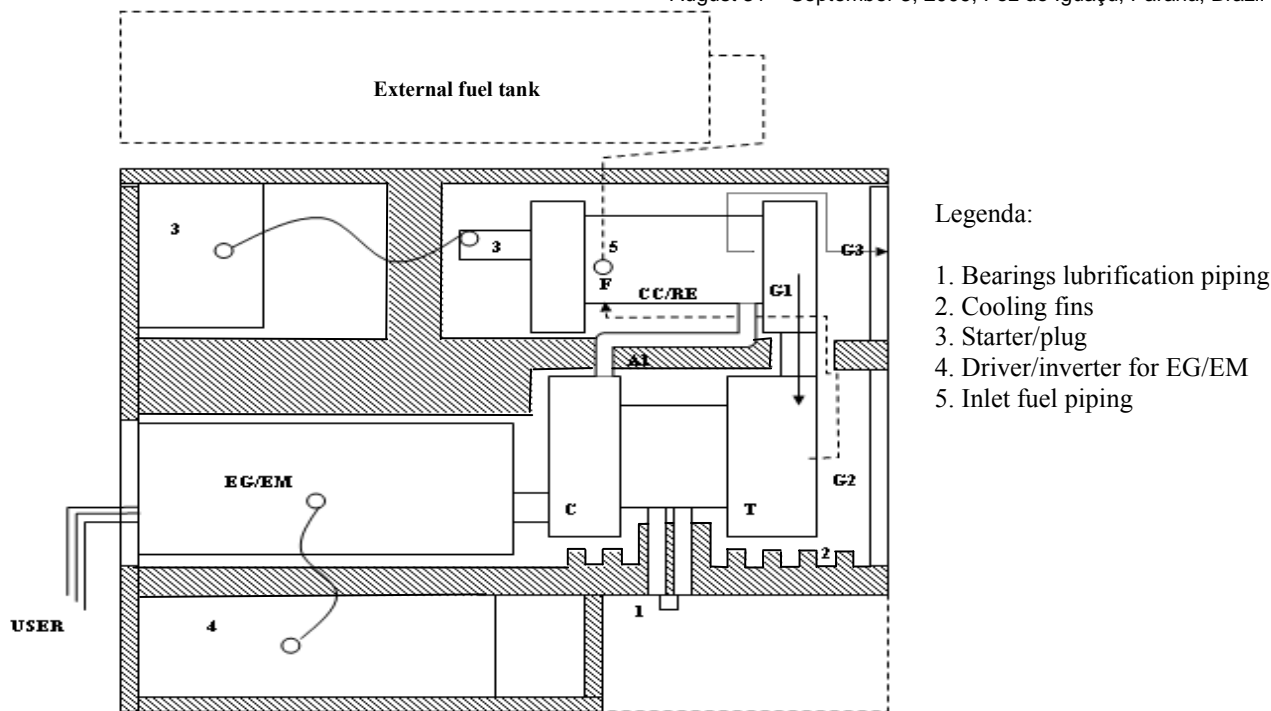 External fuel tank
Legenda:
1. Bearings lubrification piping
2. Cooling fins
3. Starter/plug
4. Driver/inverter for EG/EM
5. Inlet fuel piping
3
3
5
F
CC/RE
G1
G3
A1
EG/EM
C
T
G2
2
1
USER
4